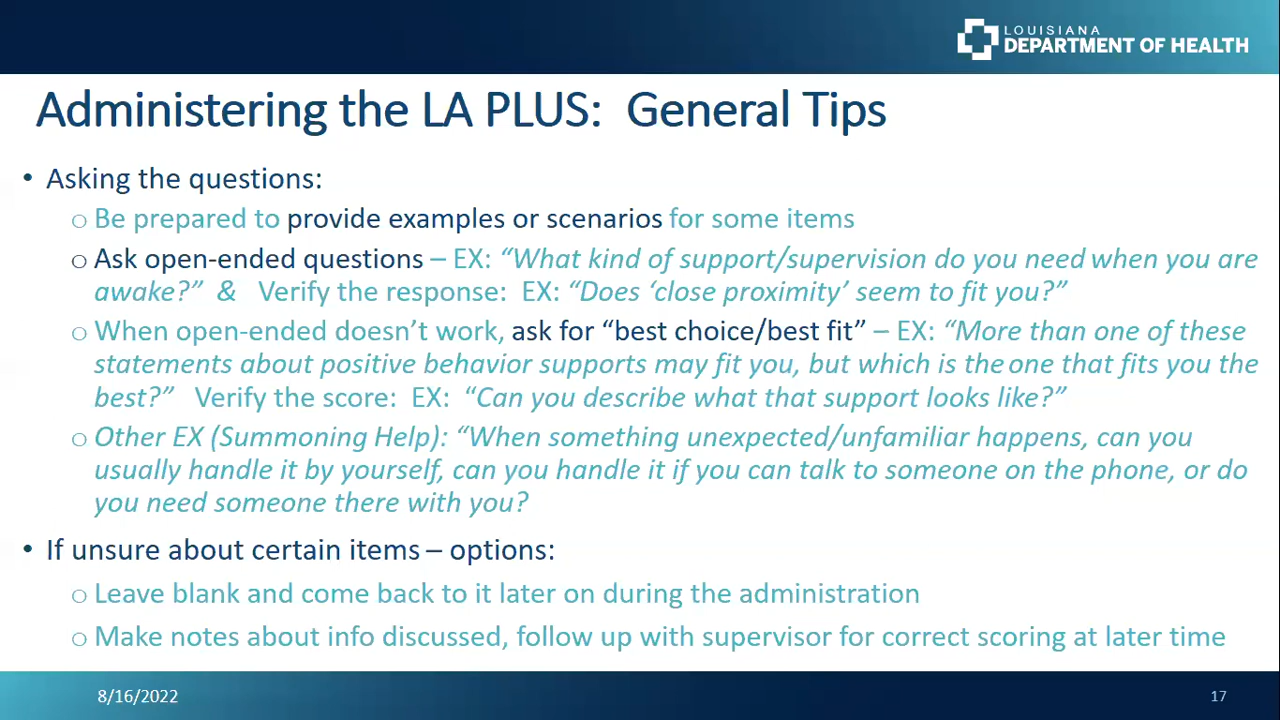 LOUISIANA
DEPARTMENT OF HEALTH
Administering the LA PLUS: General Tips
• Asking the questions:
○ Be prepared to provide examples or scenarios for some items
○ Ask open-ended questions – EX: “What kind of support/supervision do you need when you are
awake?” & Verify the response: EX: “Does ‘close proximity’ seem to fit you?”
○ When open-ended doesn’t work, ask for “best choice/best fit” – EX: “More than one of these
statements about positive behavior supports may fit you, but which is the one that fits you the
best?” Verify the score: EX: “Can you describe what that support looks like?”
○ Other EX (Summoning Help): “When something unexpected/unfamiliar happens, can you
usually handle it by yourself, can you handle it if you can talk to someone on the phone, or do
you need someone there with you?
• If unsure about certain items – options:
○ Leave blank and come back to it later on during the administration
○ Make notes about info discussed, follow up with supervisor for correct scoring at later time
8/16/2022
17